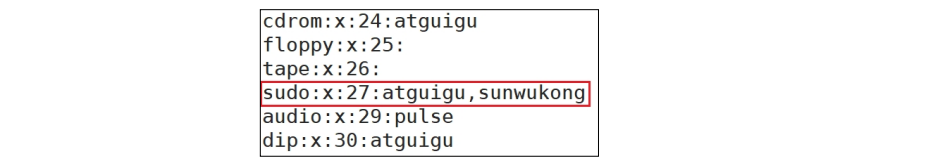 cdrom:x:24:atguigu
floppy:x:25:
tape:x:26:
sudo:x:27:atguigu,sunwukong
audio:x:29:pulse
dip:x:30:atguigu